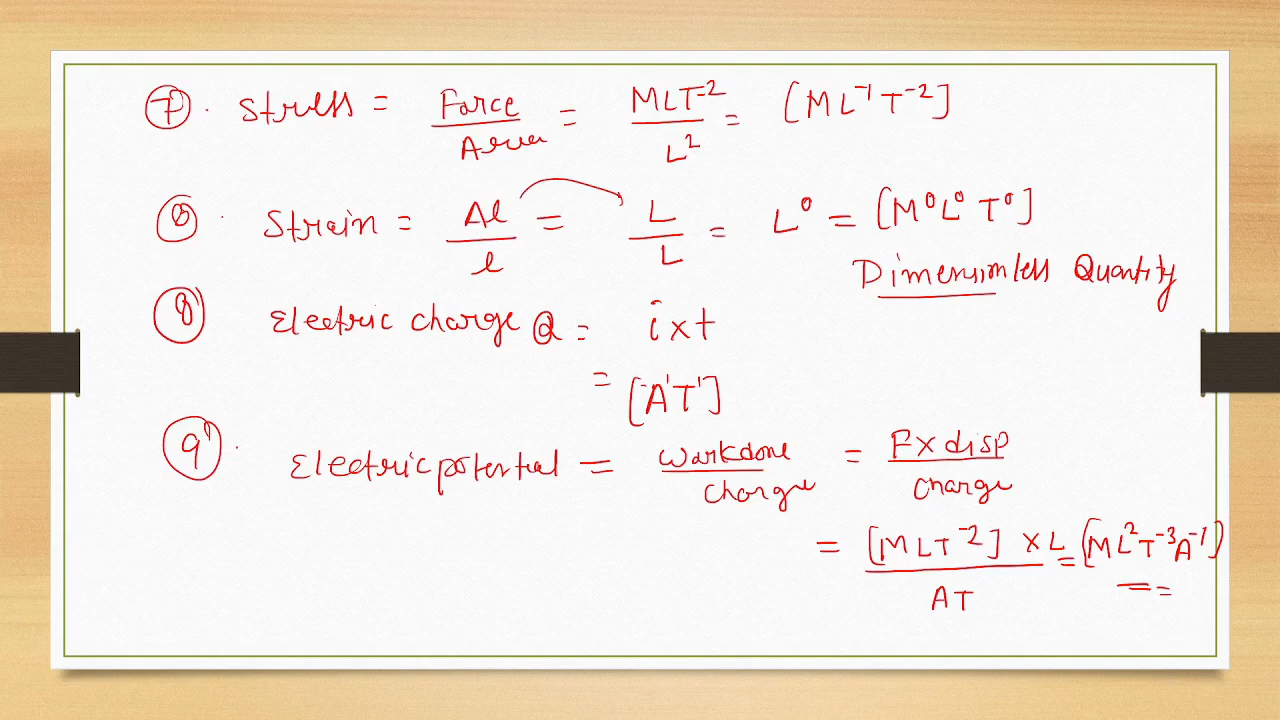 7. Stress = Force / Area = MLT⁻² / L² = [ML⁻¹T⁻²]
Strain = Δl / l = L / L = L⁰ = [M⁰L⁰T⁰]
Dimensionless Quantity
8 Electric charge Q = i x t
= [A¹T¹]
9. Electric potential = Workdone / Charge = F x disp / Charge
= [MLT⁻²] x L / AT = [ML²T⁻³A⁻¹]